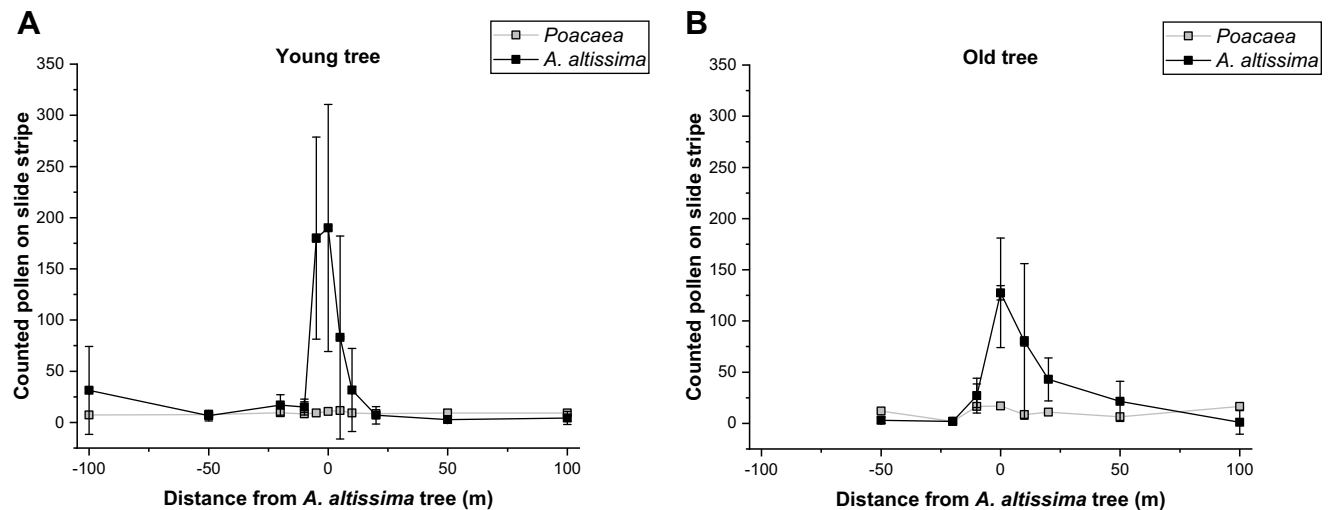 A
Young tree
Poacaea
A. altissima
350
300
250
200
150
100
50
0
Counted pollen on slide stripe
-100
-50
0
50
100
Distance from A. altissima tree (m)
B
Old tree
Poacaea
A. altissima
350
300
250
200
150
100
50
0
Counted pollen on slide stripe
-100
-50
0
50
100
Distance from A. altissima tree (m)